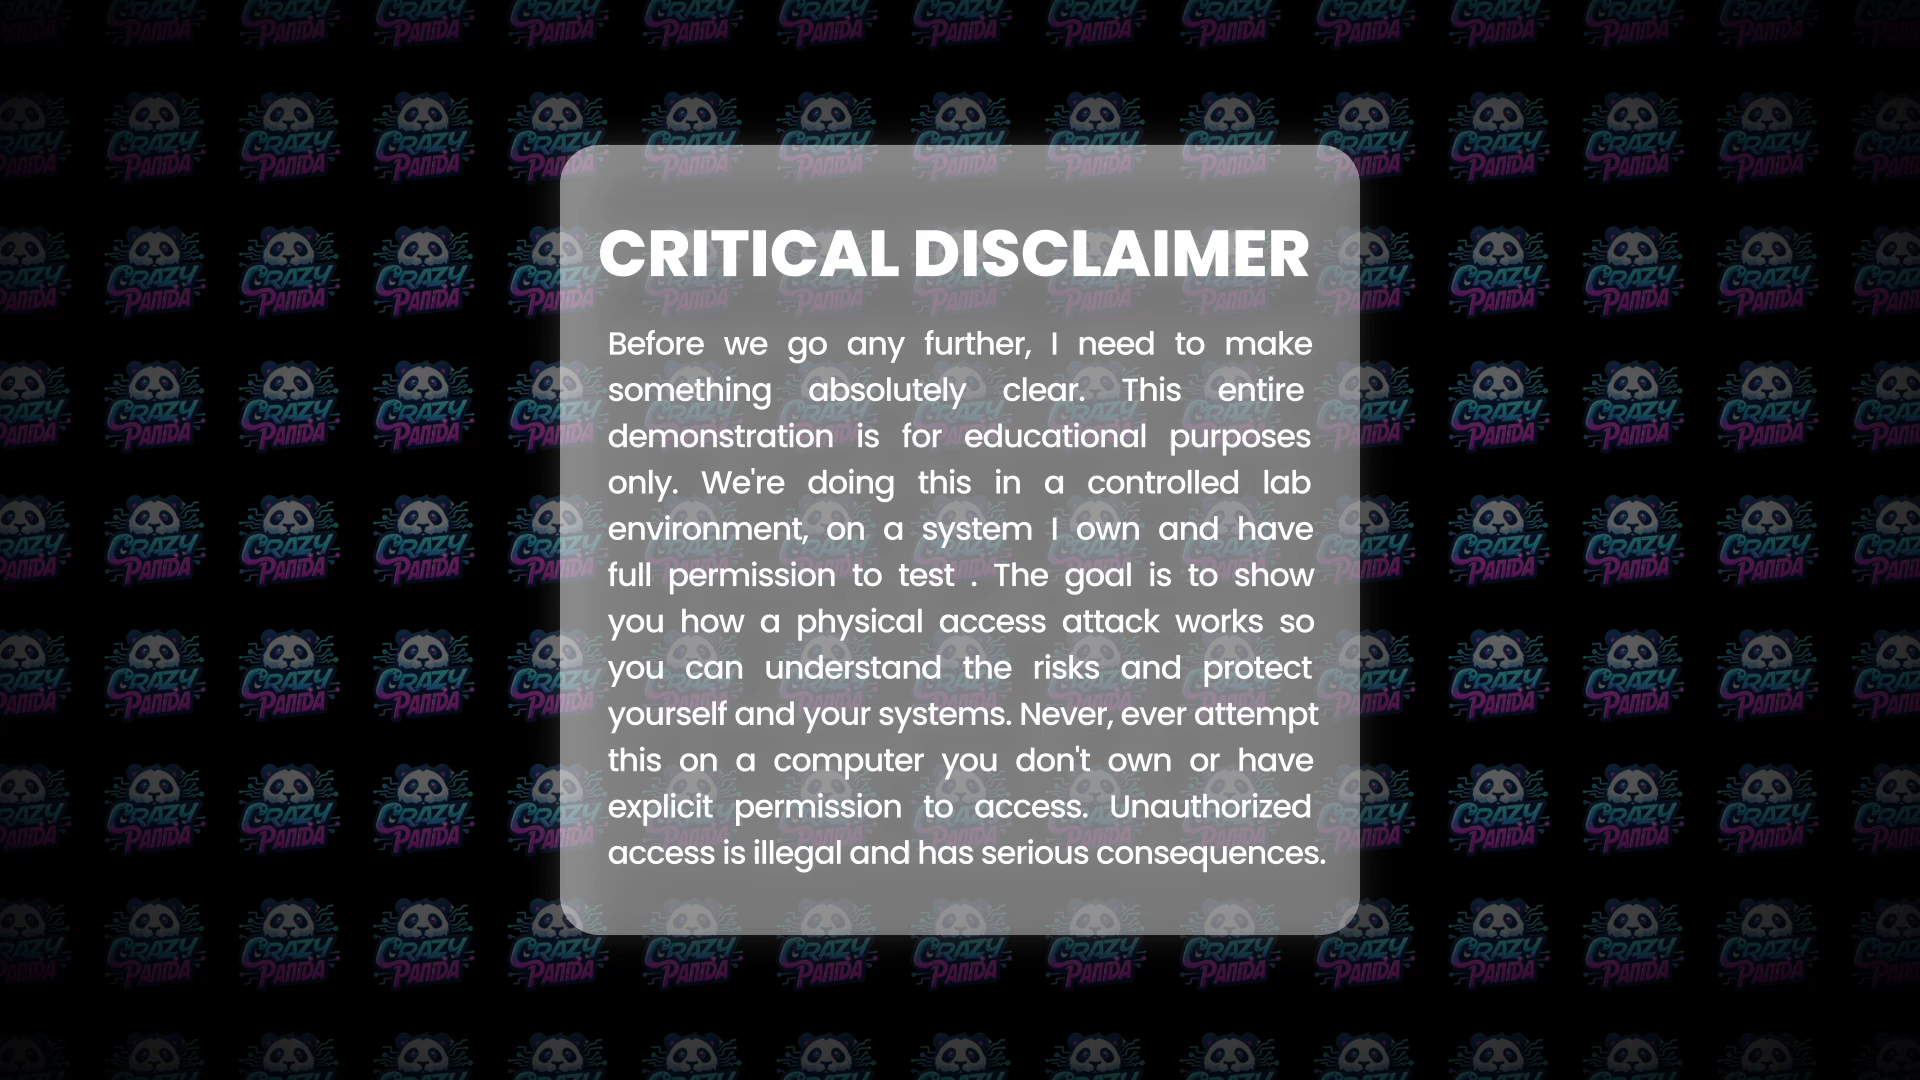 CRITICAL DISCLAIMER
Before we go any further, I need to make
something absolutely clear. This entire
demonstration is for educational purposes
only. We're doing this in a controlled lab
environment, on a system I own and have
full permission to test . The goal is to show
you how a physical access attack works so
you can understand the risks and protect
yourself and your systems. Never, ever attempt
this on a computer you don't own or have
explicit permission to access. Unauthorized
access is illegal and has serious consequences.
CRAZY
PANDA